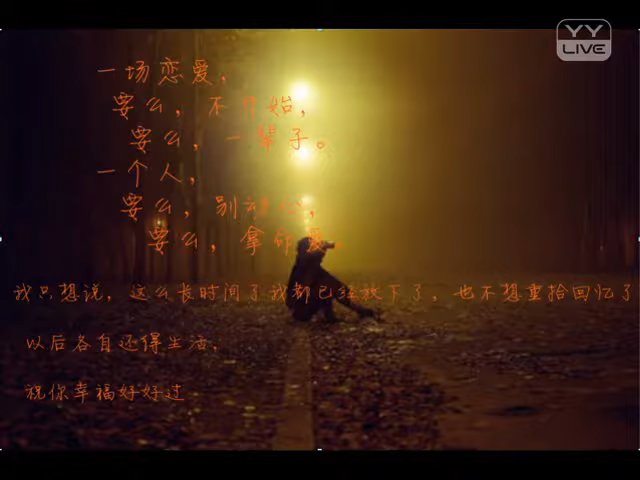 YY
LIVE
一场恋爱,
要么, 不开始,
要么, 一辈子。
一个人,
要么, 别动心,
要么, 拿命爱。
我只想说, 这么长时间了我都已经放下了, 也不想重拾回忆了
以后各自还得生活,
祝你幸福好好过